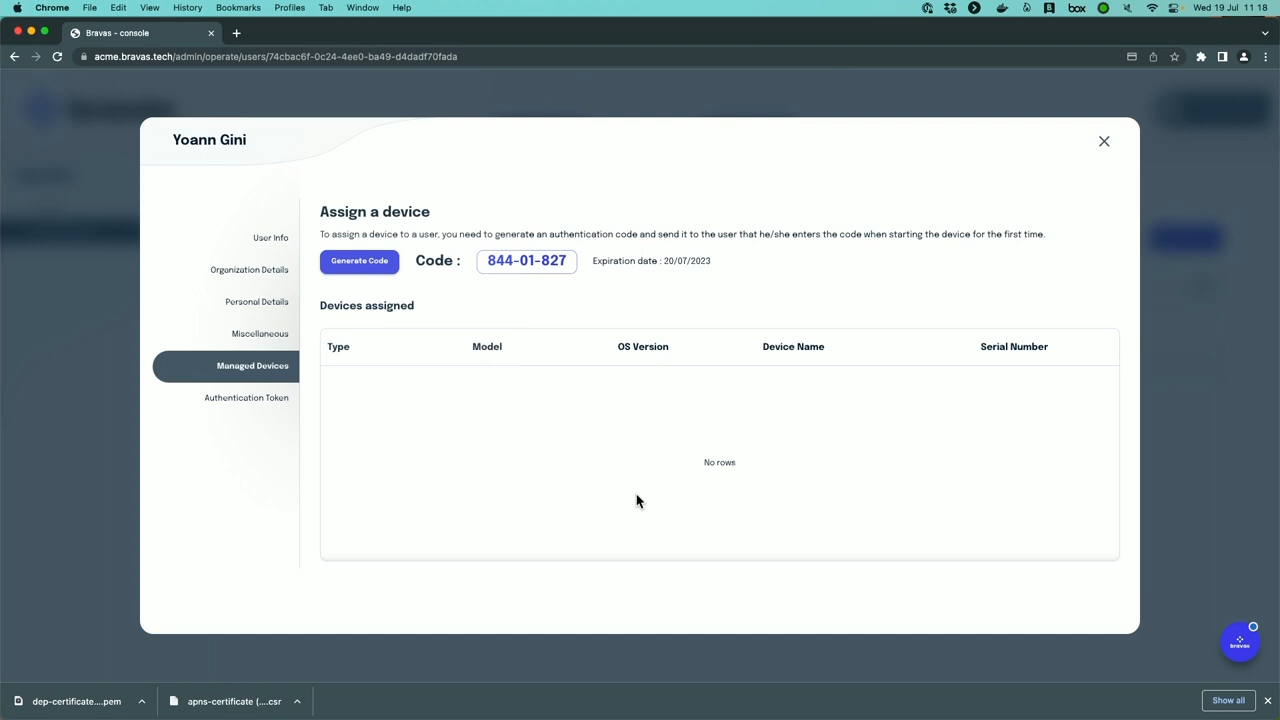 Chrome File Edit View History Bookmarks Profiles Tab Window Help box Wed 19 Jul 11 18
Bravas - console
acme.bravas.tech/admin/operate/users/74cbac6f-0c24-4ee0-ba49-d4dadf70fada
Yoann Gini
Assign a device
To assign a device to a user, you need to generate an authentication code and send it to the user that he/she enters the code when starting the device for the first time.
Generate Code Code : 844-01-827 Expiration date : 20/07/2023
User Info
Organization Details
Personal Details
Miscellaneous
Managed Devices
Authentication Token
Devices assigned
Type Model OS Version Device Name Serial Number
No rows
bravas
dep-certificate....pem apns-certificate (....csr Show all